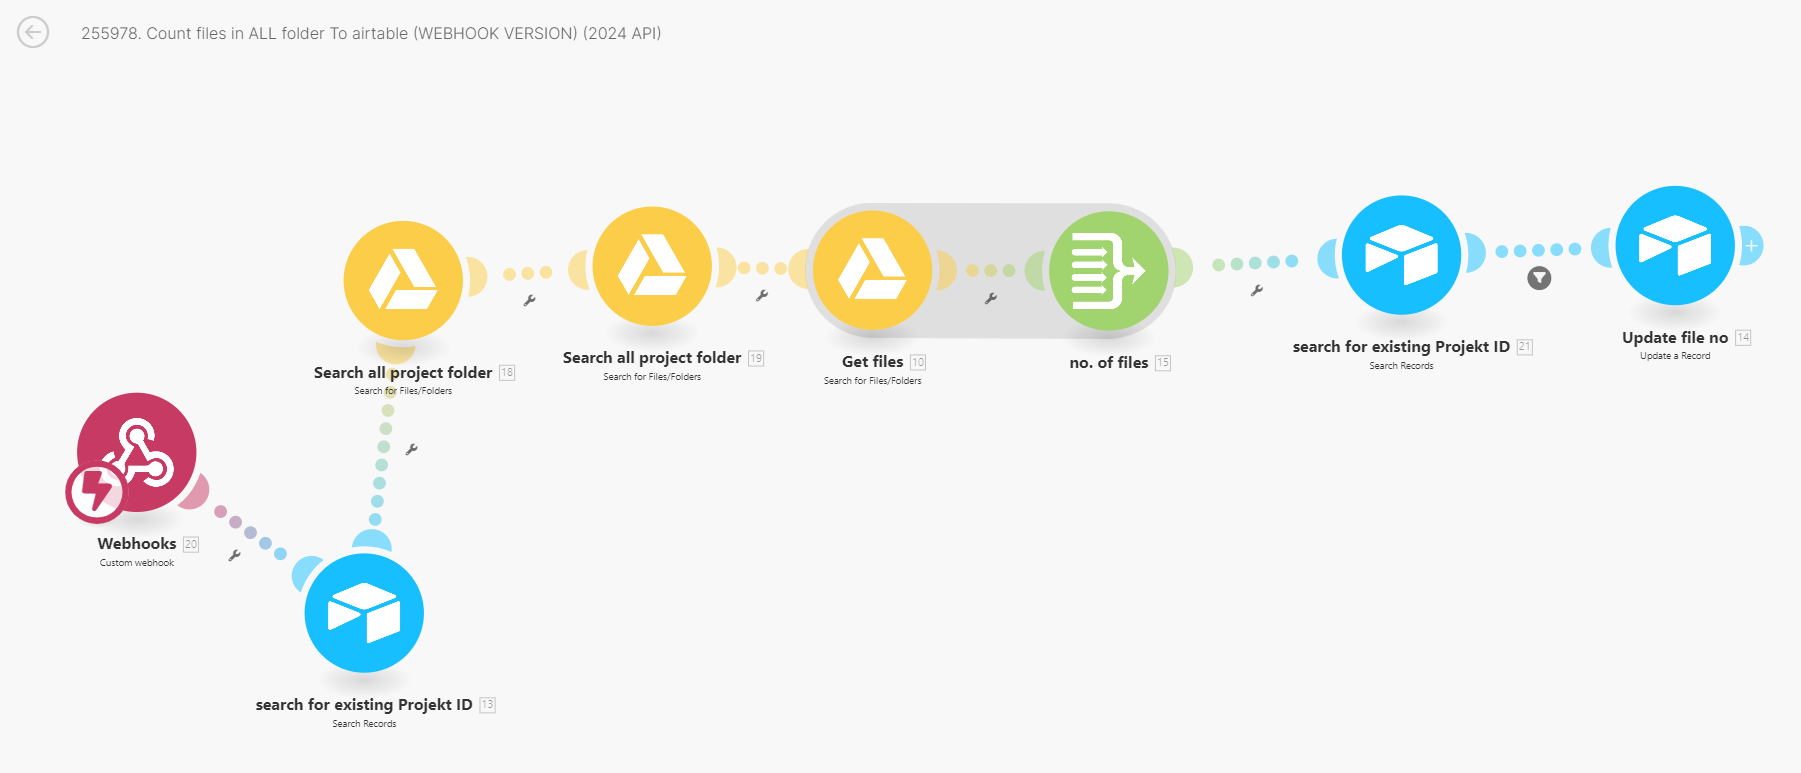 255978. Count files in ALL folder To airtable (WEBHOOK VERSION) (2024 API)
Search all project folder 18
Search for Files/Folders
Search all project folder 19
Search for Files/Folders
Get files 10
Search for Files/Folders
no. of files 15
search for existing Projekt ID 21
Search Records
Update file no 14
Update a Record
Webhooks 20
Custom webhook
search for existing Projekt ID 13
Search Records